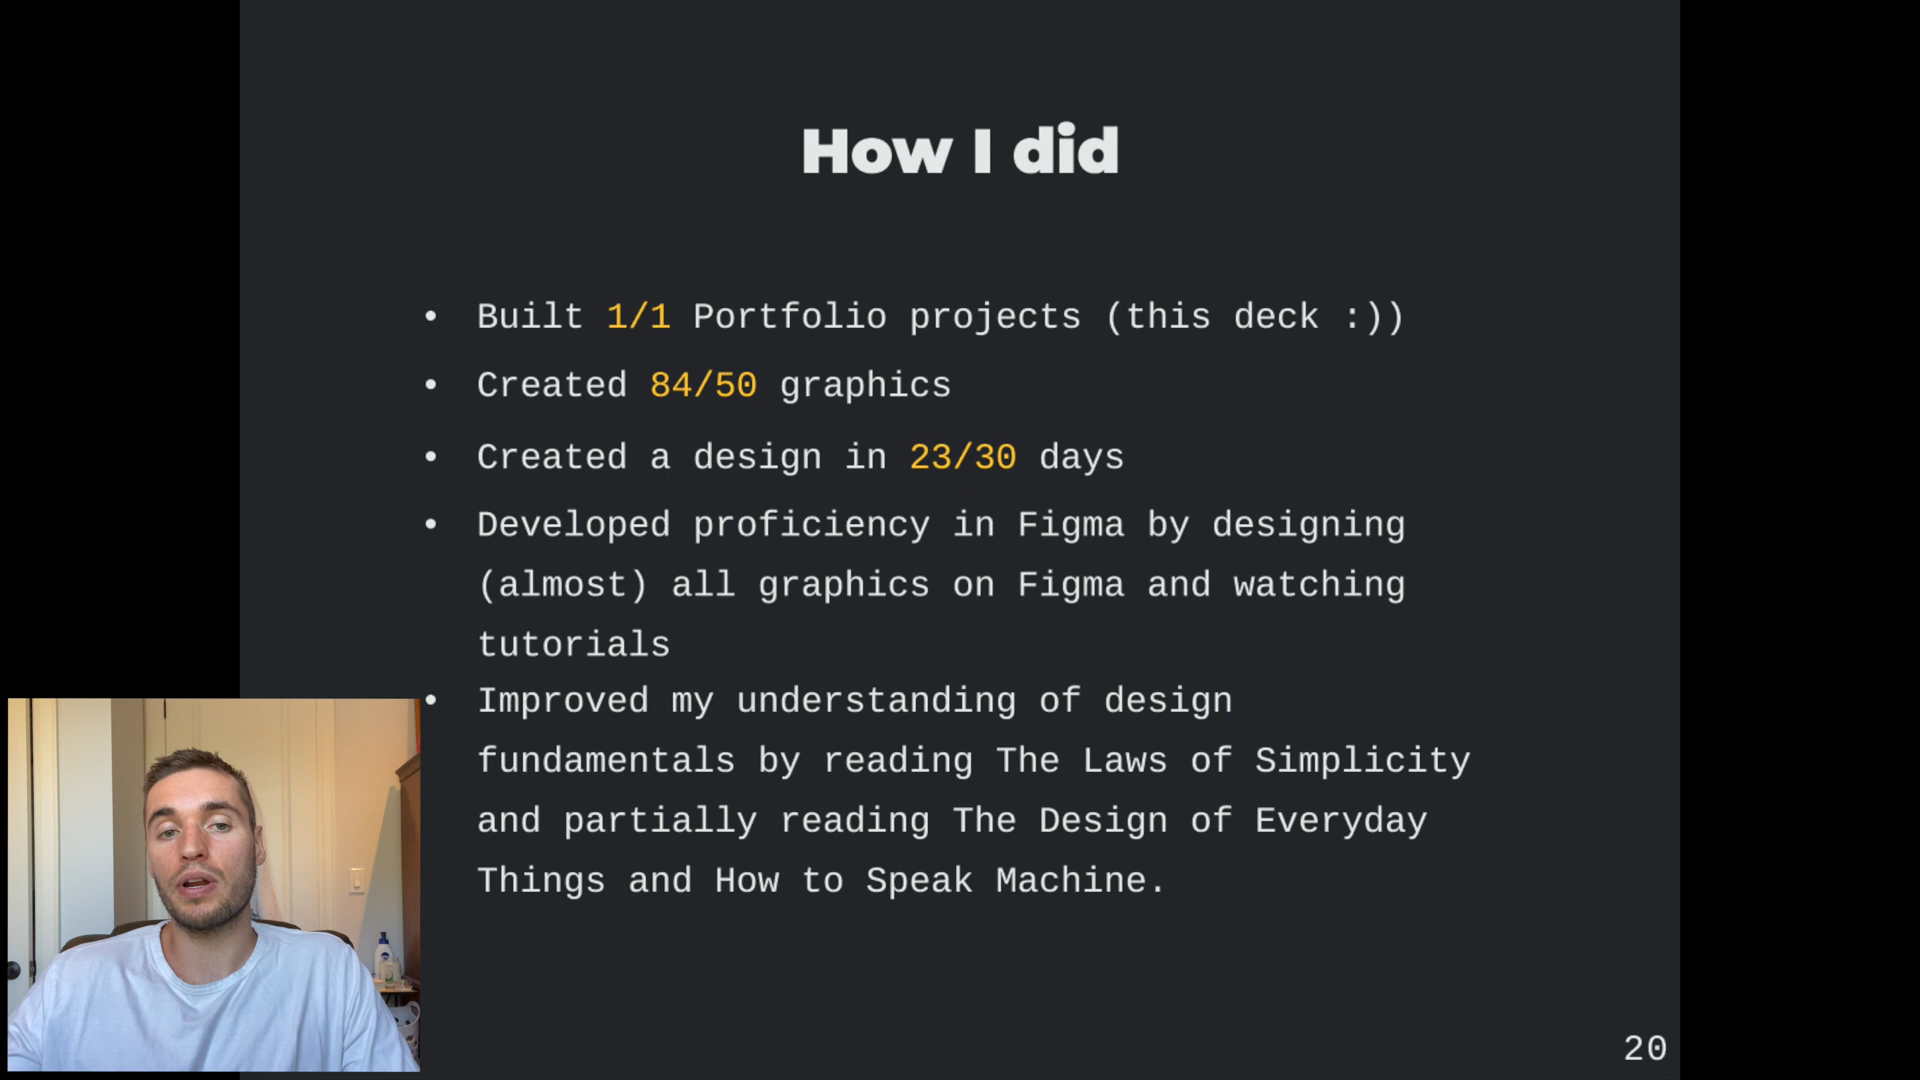 How I did
• Built 1/1 Portfolio projects (this deck :))
• Created 84/50 graphics
• Created a design in 23/30 days
• Developed proficiency in Figma by designing
(almost) all graphics on Figma and watching
tutorials
• Improved my understanding of design
fundamentals by reading The Laws of Simplicity
and partially reading The Design of Everyday
Things and How to Speak Machine.
20